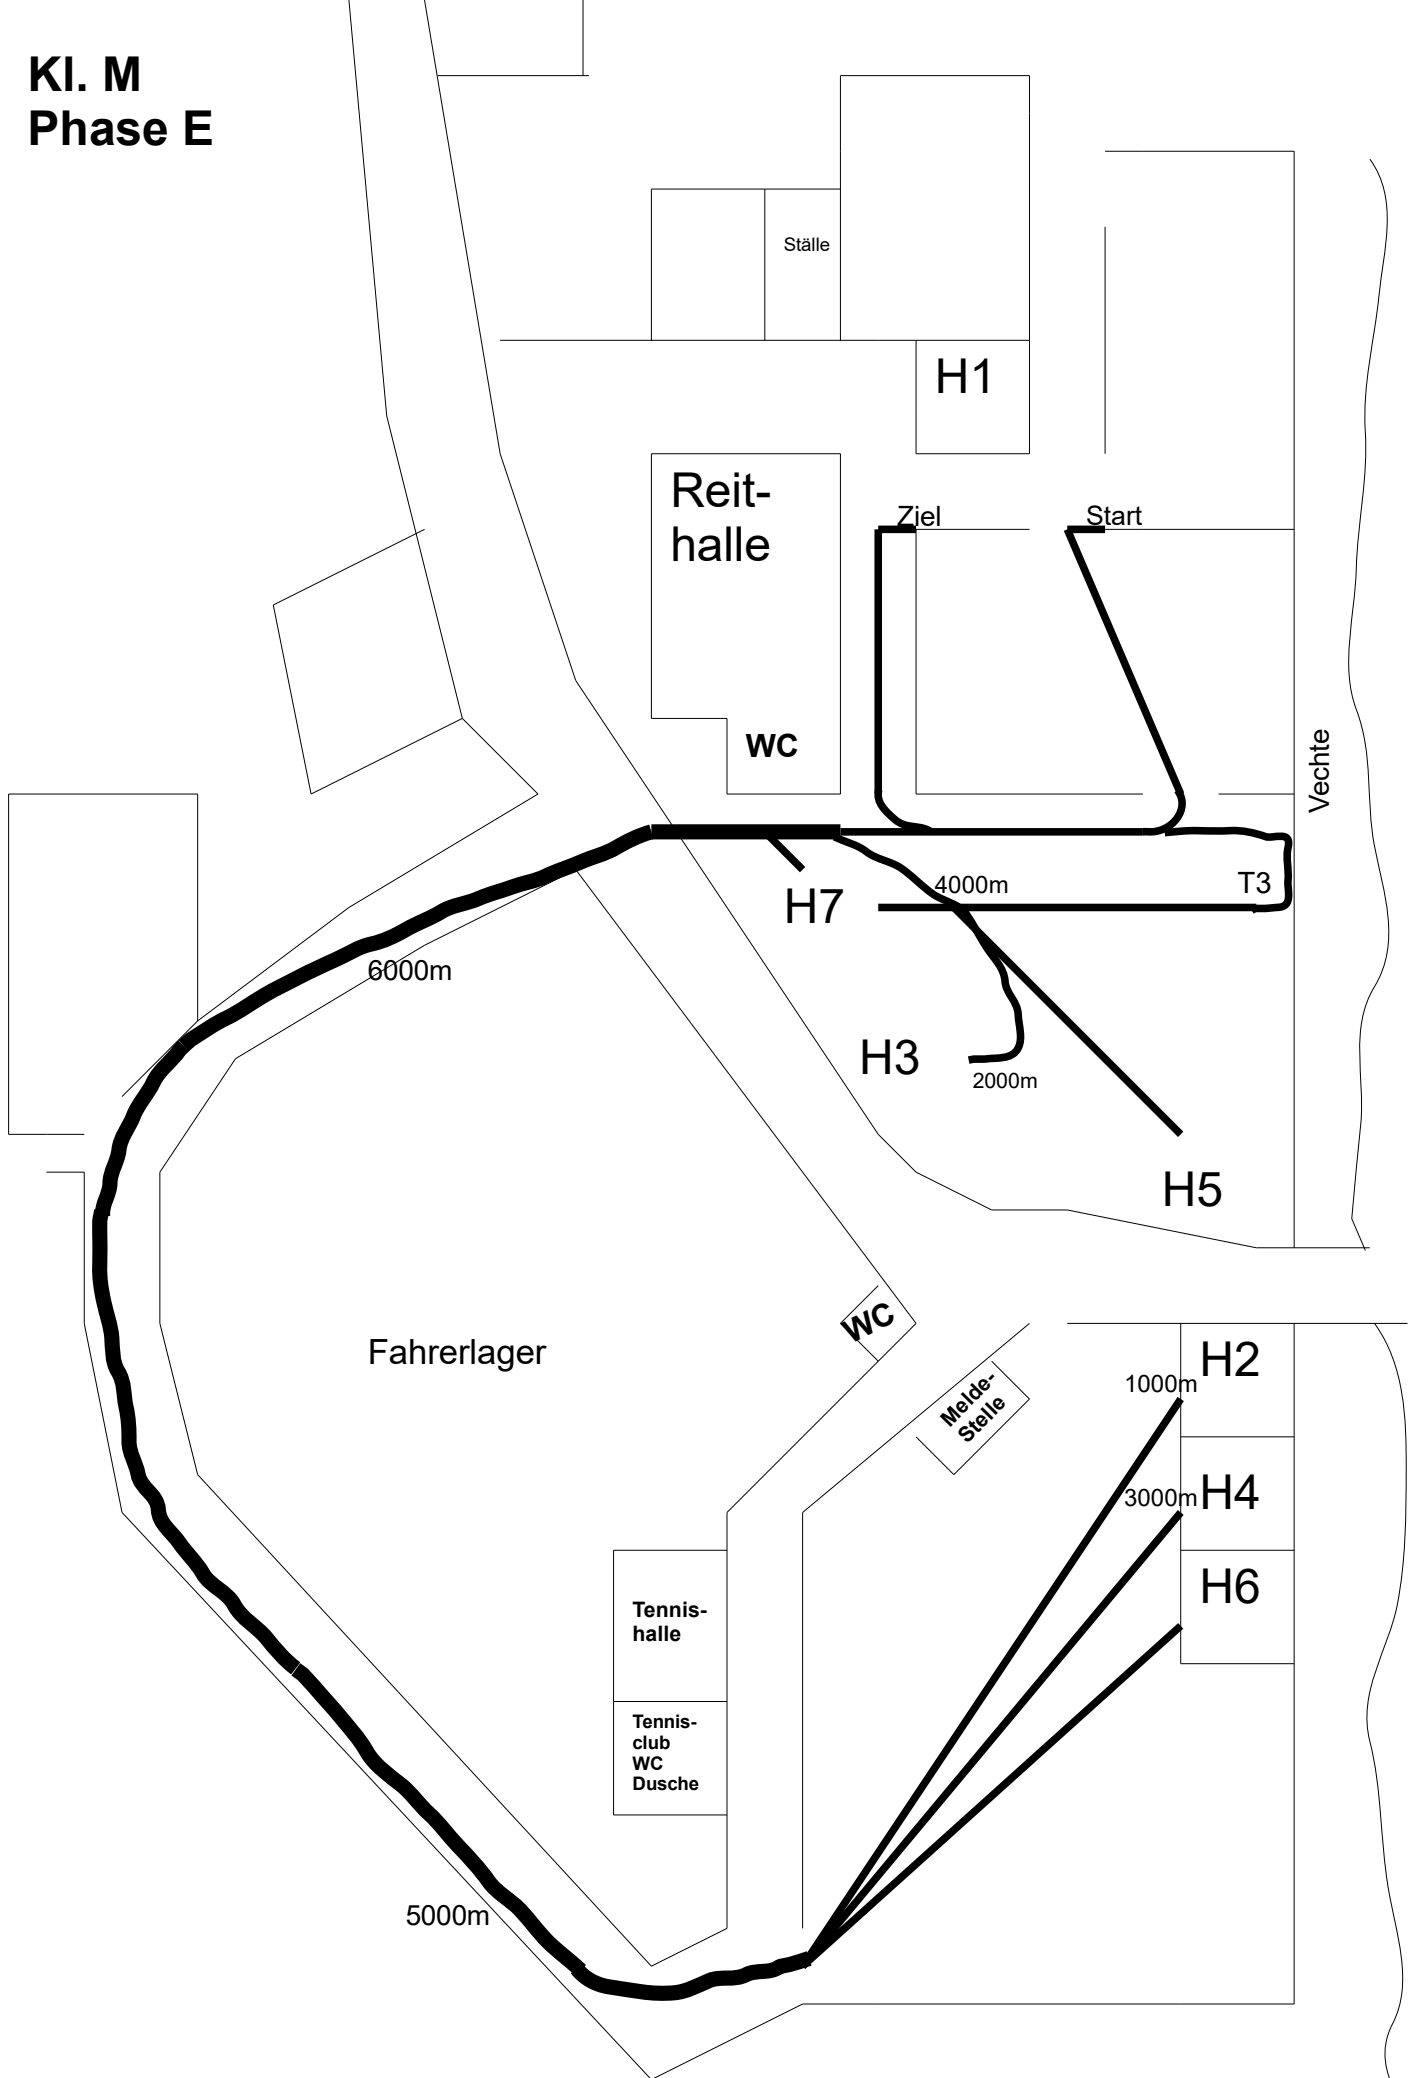 Kl. M
Phase E
Ställe
H1
Reit-
halle
Ziel
Start
WC
Vechte
4000m
T3
H7
6000m
H3
2000m
H5
WC
Fahrerlager
H2
1000m
Melde-
Stelle
3000m
H4
H6
Tennis-
halle
Tennis-
club
WC
Dusche
5000m